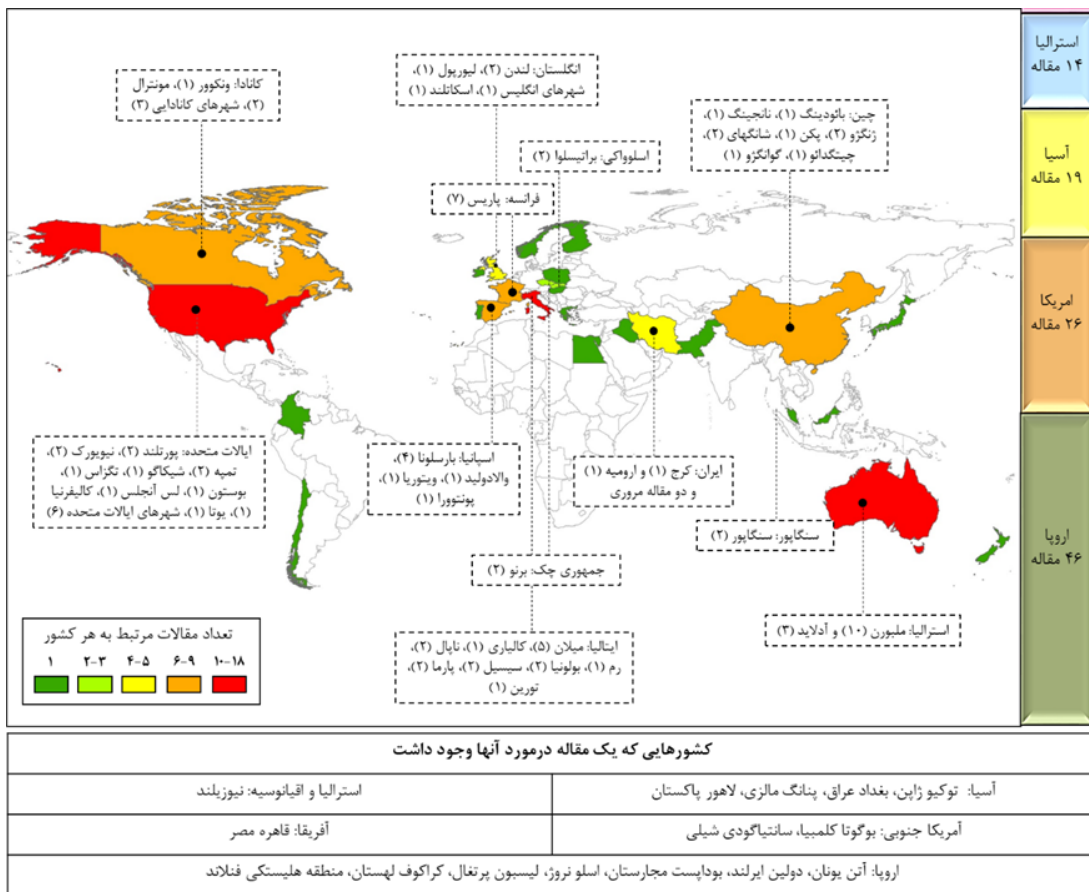 استرالیا
۱۴ مقاله
آسیا
۱۹ مقاله
امریکا
۲۶ مقاله
اروپا
۴۶ مقاله
کانادا: ونکوور (۱)، مونترال
(۲)، شهرهای کانادایی (۳)
انگلستان: لندن (۲)، لیورپول (۱)،
شهرهای انگلیس (۱)، اسکاتلند (۱)
چین: بائودینگ (۱)، نانجینگ (۱)،
ژنگژو (۲)، پکن (۱)، شانگهای (۲)،
چینگدائو (۱)، گوانگژو (۱)
اسلوواکی: براتیسلوا (۲)
فرانسه: پاریس (۷)
ایالات متحده: پورتلند (۲)، نیویورک (۲)،
تمپه (۲)، شیکاگو (۱)، تگزاس (۱)،
بوستون (۱)، لس آنجلس (۱)، کالیفرنیا
(۱)، یوتا (۱)، شهرهای ایالات متحده (۶)
اسپانیا: بارسلونا (۴)،
والادولید (۱)، ویتوریا (۱)،
پونتوورا (۱)
ایران: کرج (۱) و ارومیه (۱)
و دو مقاله مروری
سنگاپور: سنگاپور (۲)
جمهوری چک: برنو (۲)
استرالیا: ملبورن (۱۰) و آدلاید (۳)
ایتالیا: میلان (۵)، کالیاری (۱)، ناپال (۲)،
رم (۱)، بولونیا (۲)، سیسیل (۲)، پارما (۲)،
تورین (۱)
تعداد مقالات مرتبط به هر کشور
۱ ۲-۳ ۴-۵ ۶-۹ ۱۰-۱۸
کشورهایی که یک مقاله درمورد آنها وجود داشت
آسیا: توکیو ژاپن، بغداد عراق، پنانگ مالزی، لاهور پاکستان
استرالیا و اقیانوسیه: نیوزیلند
آمریکا جنوبی: بوگوتا کلمبیا، سانتیاگودی شیلی
آفریقا: قاهره مصر
اروپا: آتن یونان، دولین ایرلند، بوداپست مجارستان، اسلو نروژ، لیسبون پرتغال، کراکوف لهستان، منطقه هلیستکی فنلاند